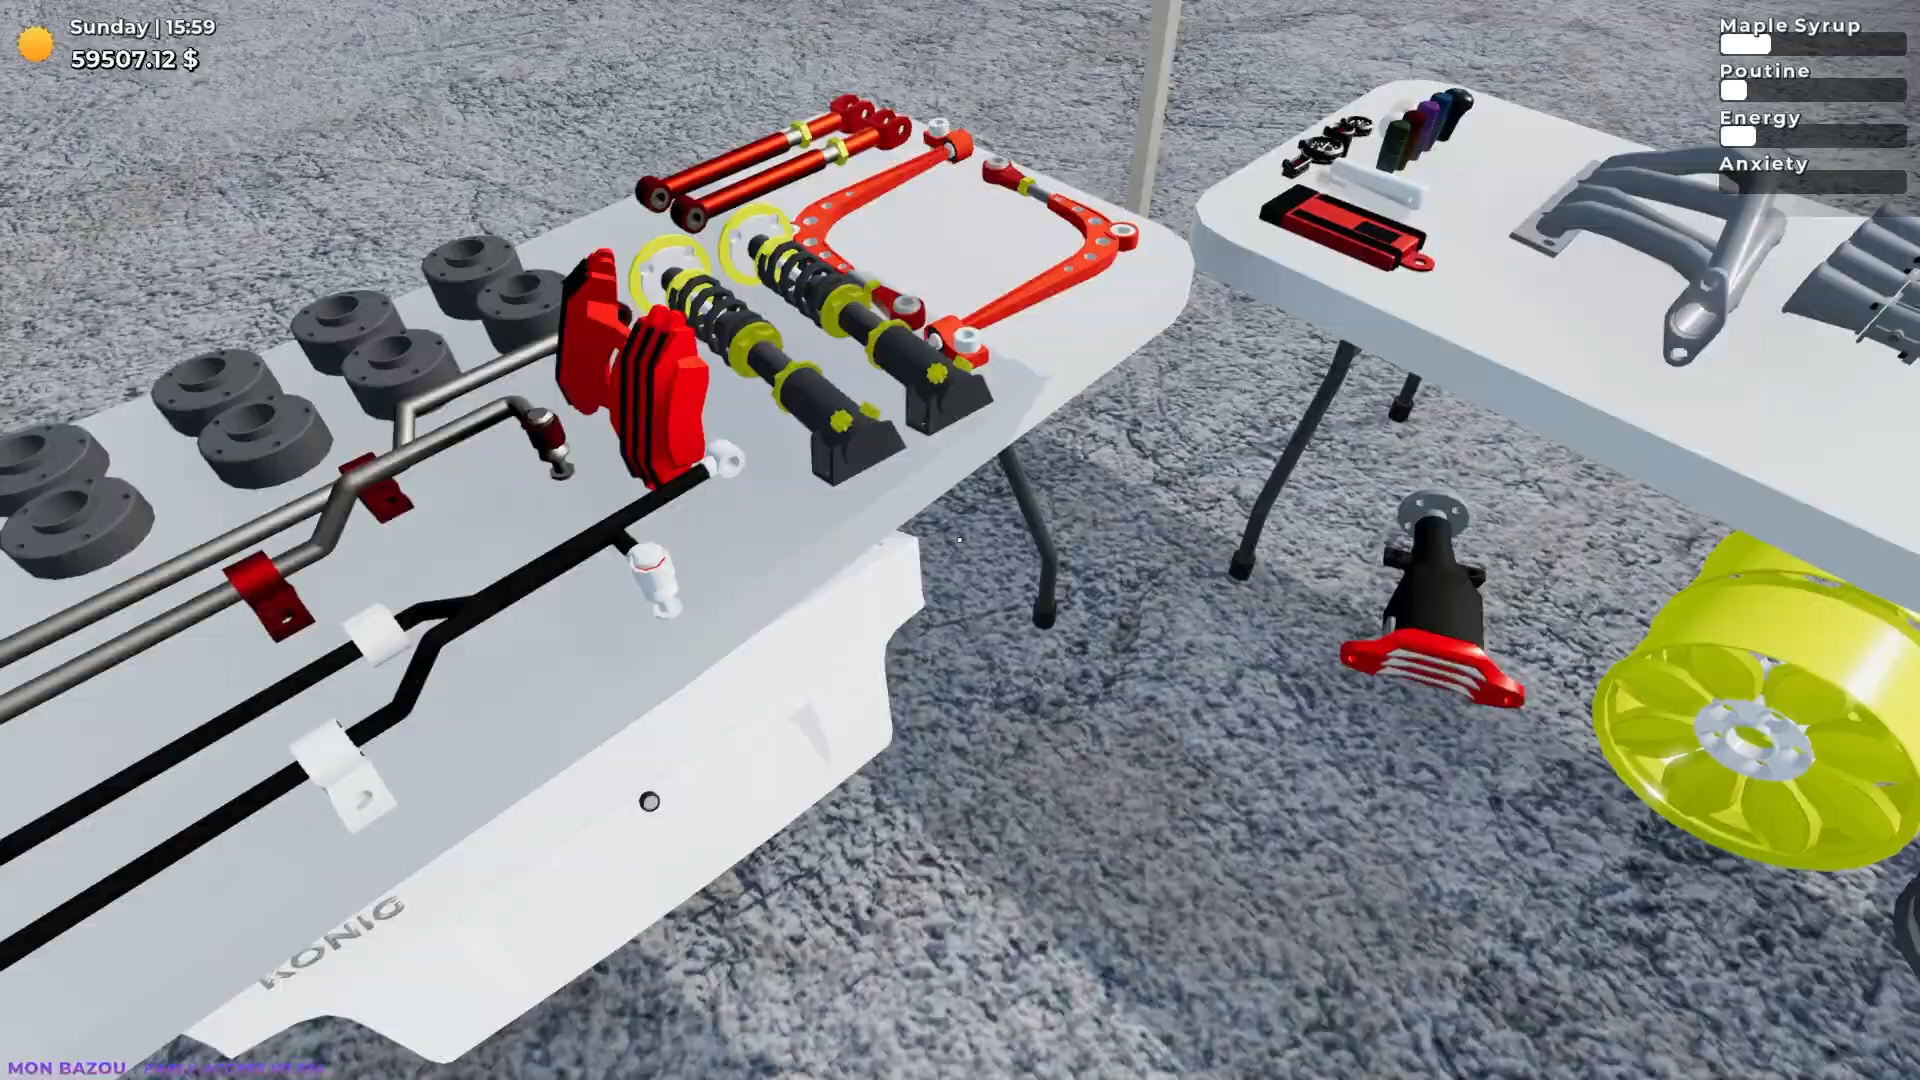 Sunday | 15:59
59507.12 $
Maple Syrup
Poutine
Energy
Anxiety
KONIG
MON BAZOU